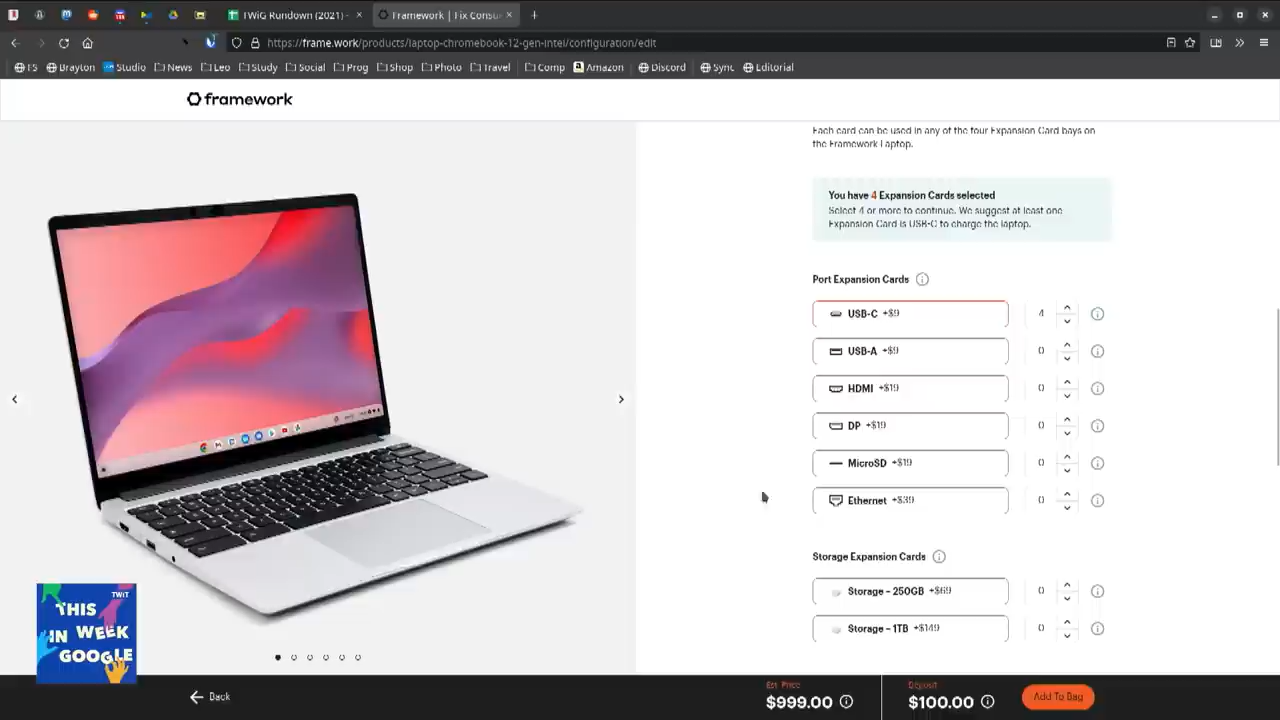 TWiG Rundown (2021) -
Framework | Fix Consu
https://frame.work/products/laptop-chromebook-12-gen-intel/configuration/edit
FS
Brayton
Studio
News
Leo
Study
Social
Prog
Shop
Photo
Travel
Comp
Amazon
Discord
Sync
Editorial
framework
Each card can be used in any of the four Expansion Card bays on
the Framework Laptop.
You have 4 Expansion Cards selected
Select 4 or more to continue. We suggest at least one
Expansion Card is USB-C to charge the laptop.
Port Expansion Cards
USB-C +$9 4
USB-A +$9 0
HDMI +$19 0
DP +$19 0
MicroSD +$19 0
Ethernet +$39 0
Storage Expansion Cards
Storage - 250GB +$69 0
Storage - 1TB +$149 0
TWiT
THIS
IN WEEK
GOOGLE
Back
Est. Price
$999.00
Deposit
$100.00
Add To Bag